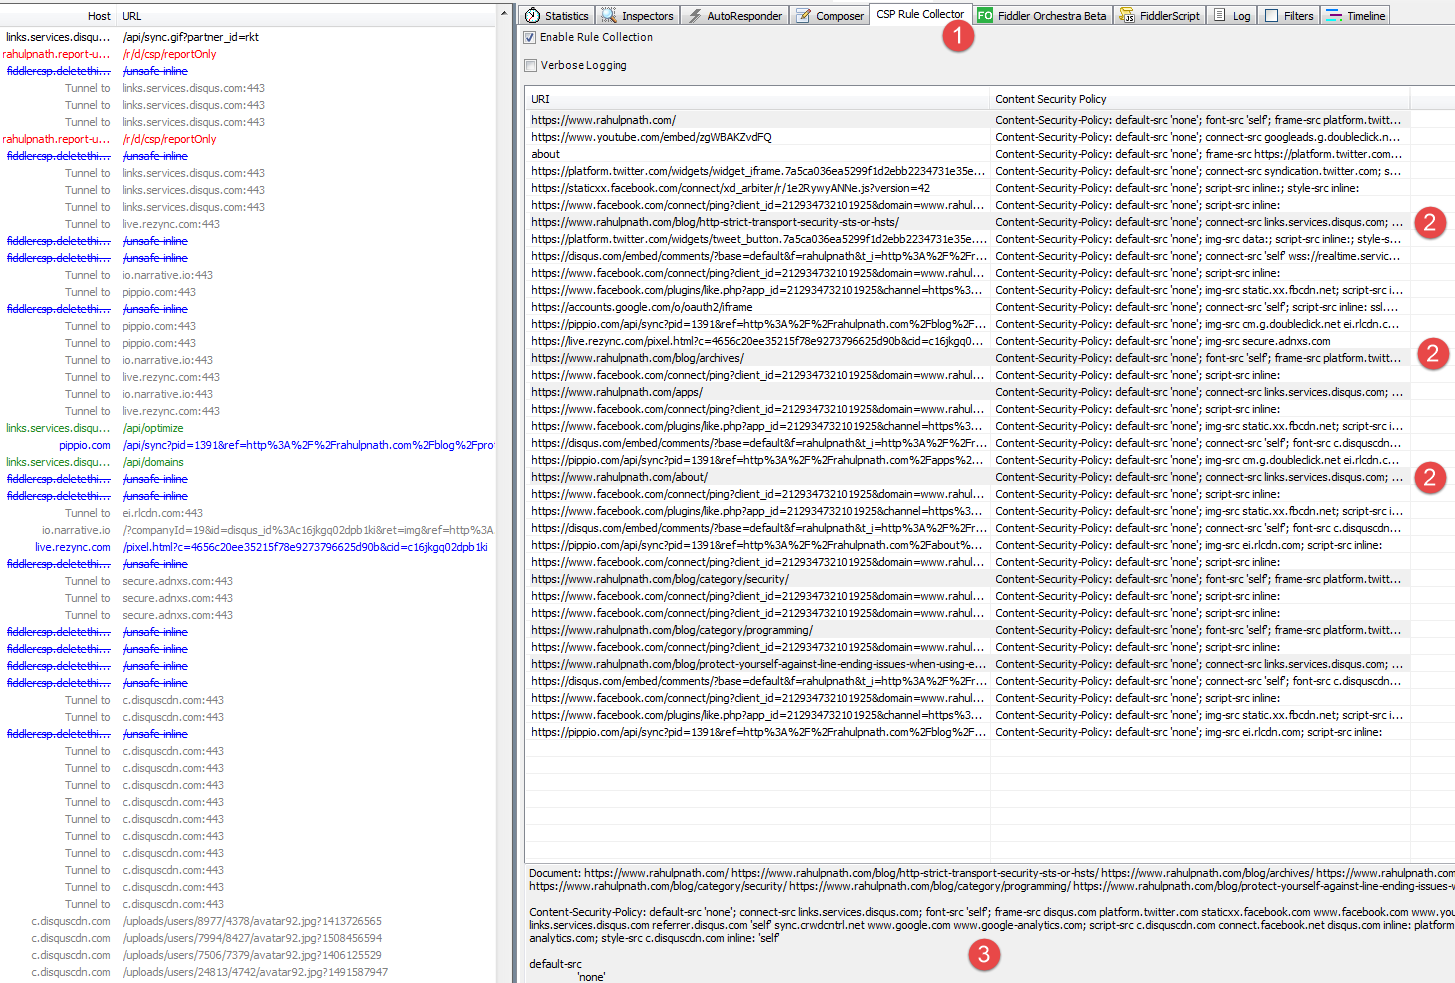 Host URL
links.services.disqu... /api/sync.gif?partner_id=rkt
rahulpnath.report-u... /r/d/csp/reportOnly
fiddlercsp.deletethi... /unsafe-inline
Tunnel to links.services.disqus.com:443
Tunnel to links.services.disqus.com:443
Tunnel to links.services.disqus.com:443
rahulpnath.report-u... /r/d/csp/reportOnly
fiddlercsp.deletethi... /unsafe-inline
Tunnel to links.services.disqus.com:443
Tunnel to links.services.disqus.com:443
Tunnel to links.services.disqus.com:443
Tunnel to live.rezync.com:443
fiddlercsp.deletethi... /unsafe-inline
fiddlercsp.deletethi... /unsafe-inline
Tunnel to io.narrative.io:443
Tunnel to pippio.com:443
fiddlercsp.deletethi... /unsafe-inline
Tunnel to pippio.com:443
Tunnel to pippio.com:443
Tunnel to io.narrative.io:443
Tunnel to live.rezync.com:443
Tunnel to io.narrative.io:443
Tunnel to live.rezync.com:443
links.services.disqu... /api/optimize
pippio.com /api/sync?pid=1391&ref=http%3A%2F%2Frahulpnath.com%2Fblog%2Fpro
links.services.disqu... /api/domains
fiddlercsp.deletethi... /unsafe-inline
fiddlercsp.deletethi... /unsafe-inline
Tunnel to ei.rlcdn.com:443
io.narrative.io /?companyId=19&id=disqus_id%3Ac16jkgq02dpb1ki&ret=img&ref=http%3A
live.rezync.com /pixel.html?c=4656c20ee35215f78e9273796625d90b&cid=c16jkgq02dpb1ki
fiddlercsp.deletethi... /unsafe-inline
Tunnel to secure.adnxs.com:443
Tunnel to secure.adnxs.com:443
Tunnel to secure.adnxs.com:443
fiddlercsp.deletethi... /unsafe-inline
fiddlercsp.deletethi... /unsafe-inline
fiddlercsp.deletethi... /unsafe-inline
fiddlercsp.deletethi... /unsafe-inline
Tunnel to c.disquscdn.com:443
Tunnel to c.disquscdn.com:443
fiddlercsp.deletethi... /unsafe-inline
Tunnel to c.disquscdn.com:443
Tunnel to c.disquscdn.com:443
Tunnel to c.disquscdn.com:443
Tunnel to c.disquscdn.com:443
Tunnel to c.disquscdn.com:443
Tunnel to c.disquscdn.com:443
Tunnel to c.disquscdn.com:443
Tunnel to c.disquscdn.com:443
Tunnel to c.disquscdn.com:443
Tunnel to c.disquscdn.com:443
c.disquscdn.com /uploads/users/8977/4378/avatar92.jpg?1413726565
c.disquscdn.com /uploads/users/7994/8427/avatar92.jpg?1508456594
c.disquscdn.com /uploads/users/7506/7379/avatar92.jpg?1406125529
c.disquscdn.com /uploads/users/24813/4742/avatar92.jpg?1491587947
Statistics Inspectors AutoResponder Composer CSP Rule Collector FO Fiddler Orchestra Beta FiddlerScript Log Filters Timeline
1
Enable Rule Collection
Verbose Logging
URI Content Security Policy
https://www.rahulpnath.com/ Content-Security-Policy: default-src 'none'; font-src 'self'; frame-src platform.twitt...
https://www.youtube.com/embed/zgWBAKZvdFQ Content-Security-Policy: default-src 'none'; connect-src googleads.g.doubleclick.n...
about Content-Security-Policy: default-src 'none'; frame-src https://platform.twitter.com...
https://platform.twitter.com/widgets/widget_iframe.7a5ca036ea5299f1d2ebb2234731e35e... Content-Security-Policy: default-src 'none'; connect-src syndication.twitter.com; s...
https://staticxx.facebook.com/connect/xd_arbiter/r/1e2RywyANNe.js?version=42 Content-Security-Policy: default-src 'none'; script-src inline:; style-src inline:
https://www.facebook.com/connect/ping?client_id=212934732101925&domain=www.rahul... Content-Security-Policy: default-src 'none'; script-src inline:
https://www.rahulpnath.com/blog/http-strict-transport-security-sts-or-hsts/ Content-Security-Policy: default-src 'none'; connect-src links.services.disqus.com; ... 2
https://platform.twitter.com/widgets/tweet_button.7a5ca036ea5299f1d2ebb2234731e35e.... Content-Security-Policy: default-src 'none'; img-src data:; script-src inline:; style-s...
https://disqus.com/embed/comments/?base=default&f=rahulpnath&t_i=http%3A%2F%2Fr... Content-Security-Policy: default-src 'none'; connect-src 'self' wss://realtime.servic...
https://www.facebook.com/connect/ping?client_id=212934732101925&domain=www.rahul... Content-Security-Policy: default-src 'none'; script-src inline:
https://www.facebook.com/plugins/like.php?app_id=212934732101925&channel=https%3... Content-Security-Policy: default-src 'none'; img-src static.xx.fbcdn.net; script-src i...
https://accounts.google.com/o/oauth2/iframe Content-Security-Policy: default-src 'none'; connect-src 'self'; script-src inline: ssl....
https://pippio.com/api/sync?pid=1391&ref=http%3A%2F%2Frahulpnath.com%2Fblog%2F... Content-Security-Policy: default-src 'none'; img-src cm.g.doubleclick.net ei.rlcdn.c...
https://live.rezync.com/pixel.html?c=4656c20ee35215f78e9273796625d90b&cid=c16jkgq0... Content-Security-Policy: default-src 'none'; img-src secure.adnxs.com
https://www.rahulpnath.com/blog/archives/ Content-Security-Policy: default-src 'none'; font-src 'self'; frame-src platform.twitt... 2
https://www.facebook.com/connect/ping?client_id=212934732101925&domain=www.rahul... Content-Security-Policy: default-src 'none'; script-src inline:
https://www.rahulpnath.com/apps/ Content-Security-Policy: default-src 'none'; connect-src links.services.disqus.com; ...
https://www.facebook.com/connect/ping?client_id=212934732101925&domain=www.rahul... Content-Security-Policy: default-src 'none'; script-src inline:
https://www.facebook.com/plugins/like.php?app_id=212934732101925&channel=https%3... Content-Security-Policy: default-src 'none'; img-src static.xx.fbcdn.net; script-src i...
https://disqus.com/embed/comments/?base=default&f=rahulpnath&t_i=http%3A%2F%2Fr... Content-Security-Policy: default-src 'none'; connect-src 'self'; font-src c.disquscdn...
https://pippio.com/api/sync?pid=1391&ref=http%3A%2F%2Frahulpnath.com%2Fapps%2... Content-Security-Policy: default-src 'none'; img-src cm.g.doubleclick.net ei.rlcdn.c...
https://www.rahulpnath.com/about/ Content-Security-Policy: default-src 'none'; connect-src links.services.disqus.com; ... 2
https://www.facebook.com/connect/ping?client_id=212934732101925&domain=www.rahul... Content-Security-Policy: default-src 'none'; script-src inline:
https://www.facebook.com/plugins/like.php?app_id=212934732101925&channel=https%3... Content-Security-Policy: default-src 'none'; img-src static.xx.fbcdn.net; script-src i...
https://disqus.com/embed/comments/?base=default&f=rahulpnath&t_i=http%3A%2F%2Fr... Content-Security-Policy: default-src 'none'; connect-src 'self'; font-src c.disquscdn...
https://pippio.com/api/sync?pid=1391&ref=http%3A%2F%2Frahulpnath.com%2Fabout%... Content-Security-Policy: default-src 'none'; img-src ei.rlcdn.com; script-src inline:
https://www.facebook.com/connect/ping?client_id=212934732101925&domain=www.rahul... Content-Security-Policy: default-src 'none'; script-src inline:
https://www.rahulpnath.com/blog/category/security/ Content-Security-Policy: default-src 'none'; font-src 'self'; frame-src platform.twitt...
https://www.facebook.com/connect/ping?client_id=212934732101925&domain=www.rahul... Content-Security-Policy: default-src 'none'; script-src inline:
https://www.facebook.com/connect/ping?client_id=212934732101925&domain=www.rahul... Content-Security-Policy: default-src 'none'; script-src inline:
https://www.rahulpnath.com/blog/category/programming/ Content-Security-Policy: default-src 'none'; font-src 'self'; frame-src platform.twitt...
https://www.facebook.com/connect/ping?client_id=212934732101925&domain=www.rahul... Content-Security-Policy: default-src 'none'; script-src inline:
https://www.rahulpnath.com/blog/protect-yourself-against-line-ending-issues-when-using-e... Content-Security-Policy: default-src 'none'; connect-src links.services.disqus.com; ...
https://disqus.com/embed/comments/?base=default&f=rahulpnath&t_i=http%3A%2F%2Fr... Content-Security-Policy: default-src 'none'; connect-src 'self'; font-src c.disquscdn...
https://www.facebook.com/connect/ping?client_id=212934732101925&domain=www.rahul... Content-Security-Policy: default-src 'none'; script-src inline:
https://www.facebook.com/plugins/like.php?app_id=212934732101925&channel=https%3... Content-Security-Policy: default-src 'none'; img-src static.xx.fbcdn.net; script-src i...
https://pippio.com/api/sync?pid=1391&ref=http%3A%2F%2Frahulpnath.com%2Fblog%2F... Content-Security-Policy: default-src 'none'; img-src ei.rlcdn.com; script-src inline:
Document: https://www.rahulpnath.com/ https://www.rahulpnath.com/blog/http-strict-transport-security-sts-or-hsts/ https://www.rahulpnath.com/blog/archives/ https://www.rahulpnath.com
https://www.rahulpnath.com/blog/category/security/ https://www.rahulpnath.com/blog/category/programming/ https://www.rahulpnath.com/blog/protect-yourself-against-line-ending-issues-w
Content-Security-Policy: default-src 'none'; connect-src links.services.disqus.com; font-src 'self'; frame-src disqus.com platform.twitter.com staticxx.facebook.com www.facebook.com www.you
links.services.disqus.com referrer.disqus.com 'self' sync.crwdcntrl.net www.google.com www.google-analytics.com; script-src c.disquscdn.com connect.facebook.net disqus.com inline: platform
analytics.com; style-src c.disquscdn.com inline: 'self'
3
default-src
'none'